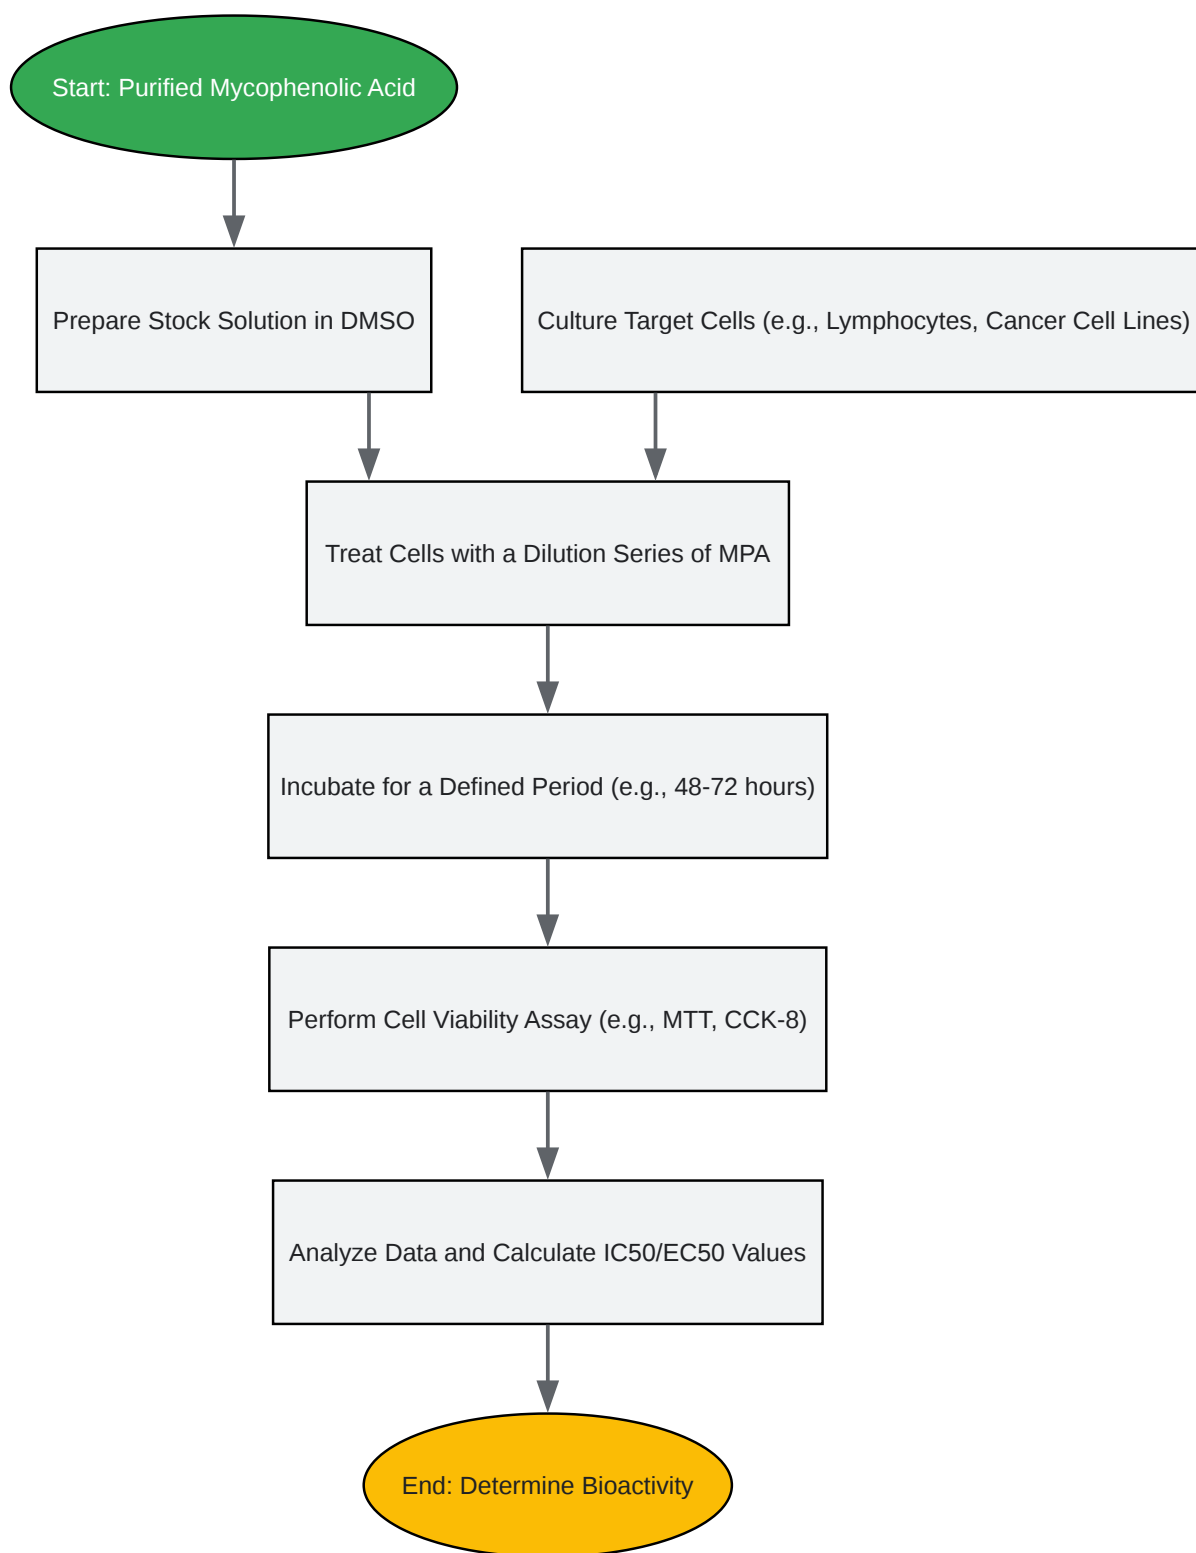 Start: Purified Mycophenolic Acid
Prepare Stock Solution in DMSO
Culture Target Cells (e.g., Lymphocytes, Cancer Cell Lines)
Treat Cells with a Dilution Series of MPA
Incubate for a Defined Period (e.g., 48-72 hours)
Perform Cell Viability Assay (e.g., MTT, CCK-8)
Analyze Data and Calculate IC50/EC50 Values
End: Determine Bioactivity